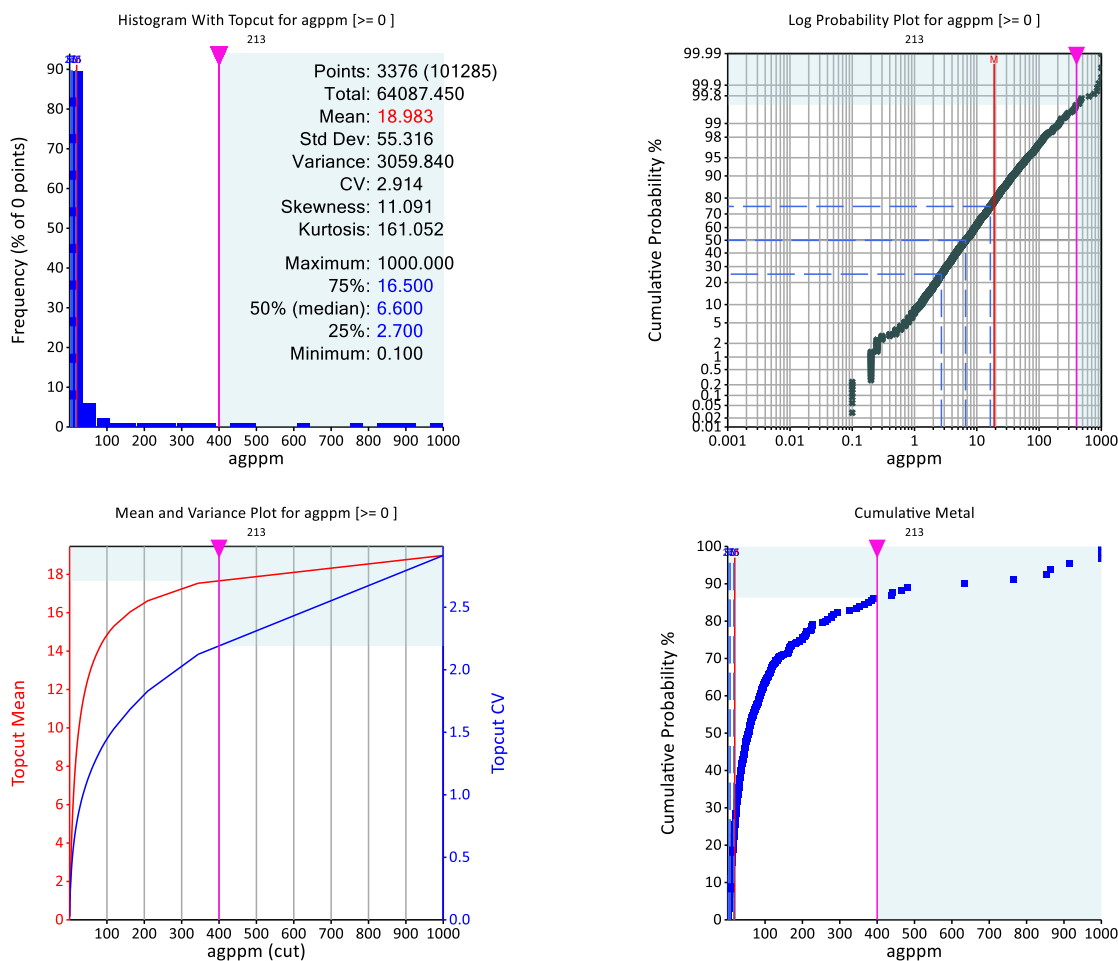 Histogram With Topcut for agppm [>= 0 ]
213
Frequency (% of 0 points)
90
80
70
60
50
40
30
20
10
0
Points: 3376 (101285)
Total: 64087.450
Mean: 18.983
Std Dev: 55.316
Variance: 3059.840
CV: 2.914
Skewness: 11.091
Kurtosis: 161.052
Maximum: 1000.000
75%: 16.500
50% (median): 6.600
25%: 2.700
Minimum: 0.100
100 200 300 400 500 600 700 800 900 1000
agppm
Log Probability Plot for agppm [>= 0 ]
213
M
Cumulative Probability %
99.99
99.9
99.8
99
98
95
90
80
70
60
50
40
30
20
10
5
2
1
0.5
0.2
0.1
0.05
0.02
0.01
0.001 0.01 0.1 1 10 100 1000
agppm
Mean and Variance Plot for agppm [>= 0 ]
213
Topcut Mean
18
16
14
12
10
8
6
4
2
0
Topcut CV
2.5
2.0
1.5
1.0
0.5
0.0
100 200 300 400 500 600 700 800 900 1000
agppm (cut)
Cumulative Metal
213
Cumulative Probability %
100
90
80
70
60
50
40
30
20
10
0
100 200 300 400 500 600 700 800 900 1000
agppm